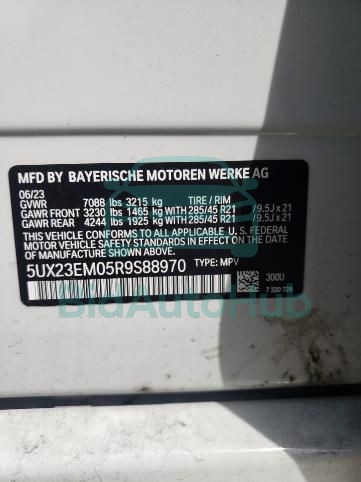 MFD BY BAYERISCHE MOTOREN WERKE AG
06/23
GVWR 7088 lbs 3215 kg TIRE / RIM
GAWR FRONT 3230 lbs 1465 kg WITH 285/45 R21 /9.5J x 21
GAWR REAR 4244 lbs 1925 kg WITH 285/45 R21 /9.5J x 21
THIS VEHICLE CONFORMS TO ALL APPLICABLE U. S. FEDERAL
MOTOR VEHICLE SAFETY STANDARDS IN EFFECT ON THE
DATE OF MANUFACTURE SHOWN ABOVE.
5UX23EM05R9S88970 TYPE: MPV
300U
7 320 729
BidAutoHub